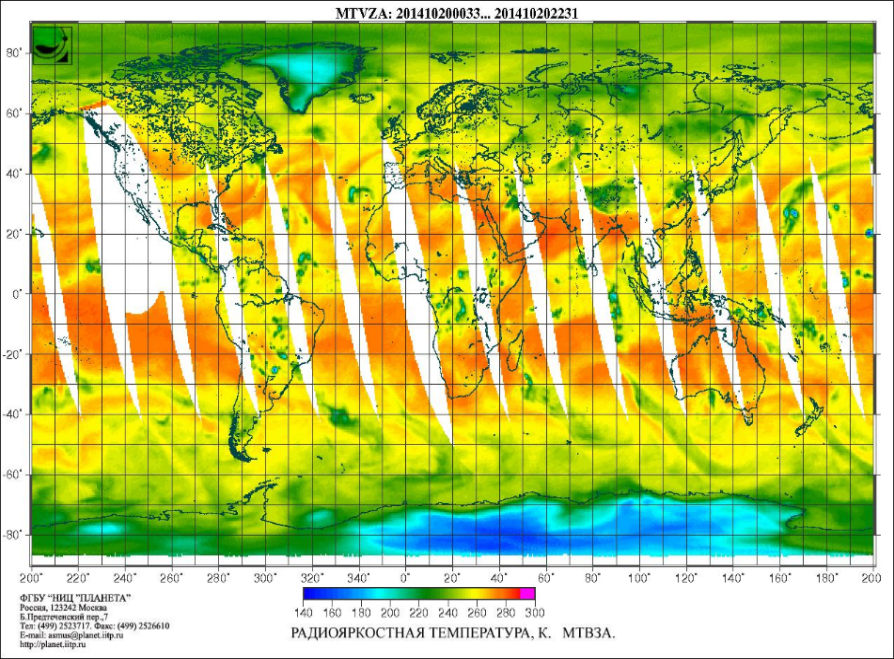 MTVZA: 201410200033... 201410202231
80°
60°
40°
20°
0°
-20°
-40°
-60°
-80°
200° 220° 240° 260° 280° 300° 320° 340° 0° 20° 40° 60° 80° 100° 120° 140° 160° 180° 200
140 160 180 200 220 240 260 280 300
РАДИОЯРКОСТНАЯ ТЕМПЕРАТУРА, К. МТВЗА.
ФГБУ "НИЦ "ПЛАНЕТА"
Россия, 123242 Москва
Б.Предтеченский пер.,7
Тел: (499) 2523717. Факс: (499) 2526610
E-mail: asmus@planet.iitp.ru
http://planet.iitp.ru